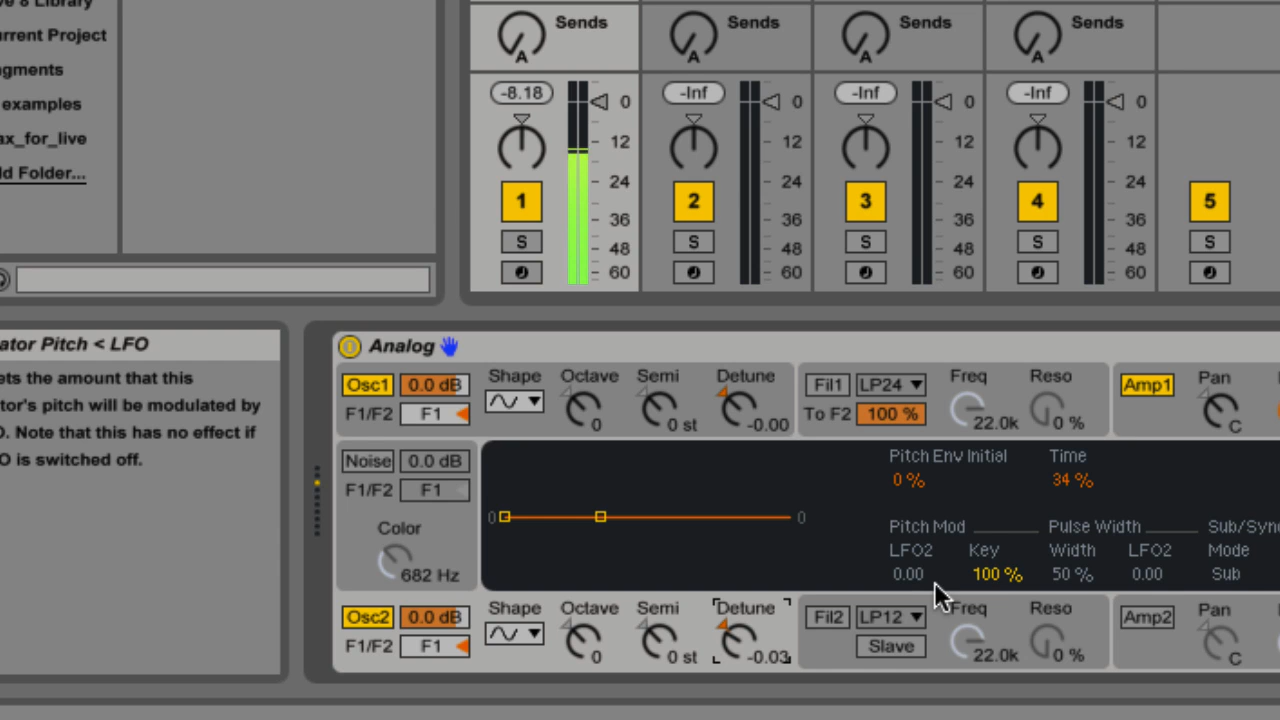 e 8 Library
urrent Project
gments
examples
ax_for_live
ld Folder...
Sends Sends Sends Sends
A A A A
-8.18 0 -Inf 0 -Inf 0 -Inf 0
12 12 12 12
24 24 24 24
1 2 3 4 5
36 36 36 36
S S S S S
48 48 48 48
60 60 60 60
ator Pitch < LFO
ets the amount that this
tor's pitch will be modulated by
O. Note that this has no effect if
O is switched off.
Analog
Osc1 0.0 dB Shape Octave Semi Detune Fil1 LP24 Freq Reso Amp1 Pan
F1/F2 F1 0 0 st -0.00 To F2 100 % 22.0k 0 % C
Noise 0.0 dB Pitch Env Initial Time
F1/F2 F1 0 % 34 %
0 0
Color Pitch Mod Pulse Width Sub/Sync
LFO2 Key Width LFO2 Mode
682 Hz 0.00 100 % 50 % 0.00 Sub
Osc2 0.0 dB Shape Octave Semi Detune Fil2 LP12 Freq Reso Amp2 Pan
F1/F2 F1 0 0 st -0.03 Slave 22.0k 0 % C